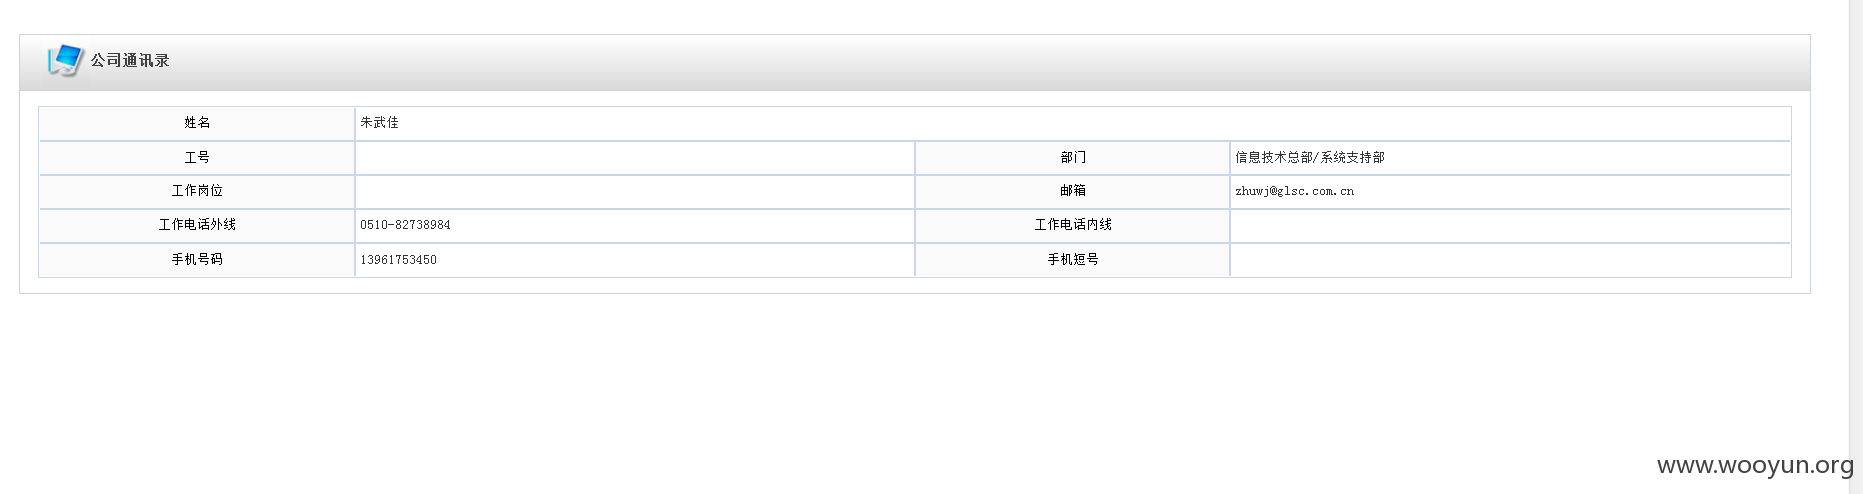 公司通讯录
姓名 朱武佳
工号 部门 信息技术总部/系统支持部
工作岗位 邮箱 zhuwj@glsc.com.cn
工作电话外线 0510-82738984 工作电话内线
手机号码 13961753450 手机短号
www.wooyun.org